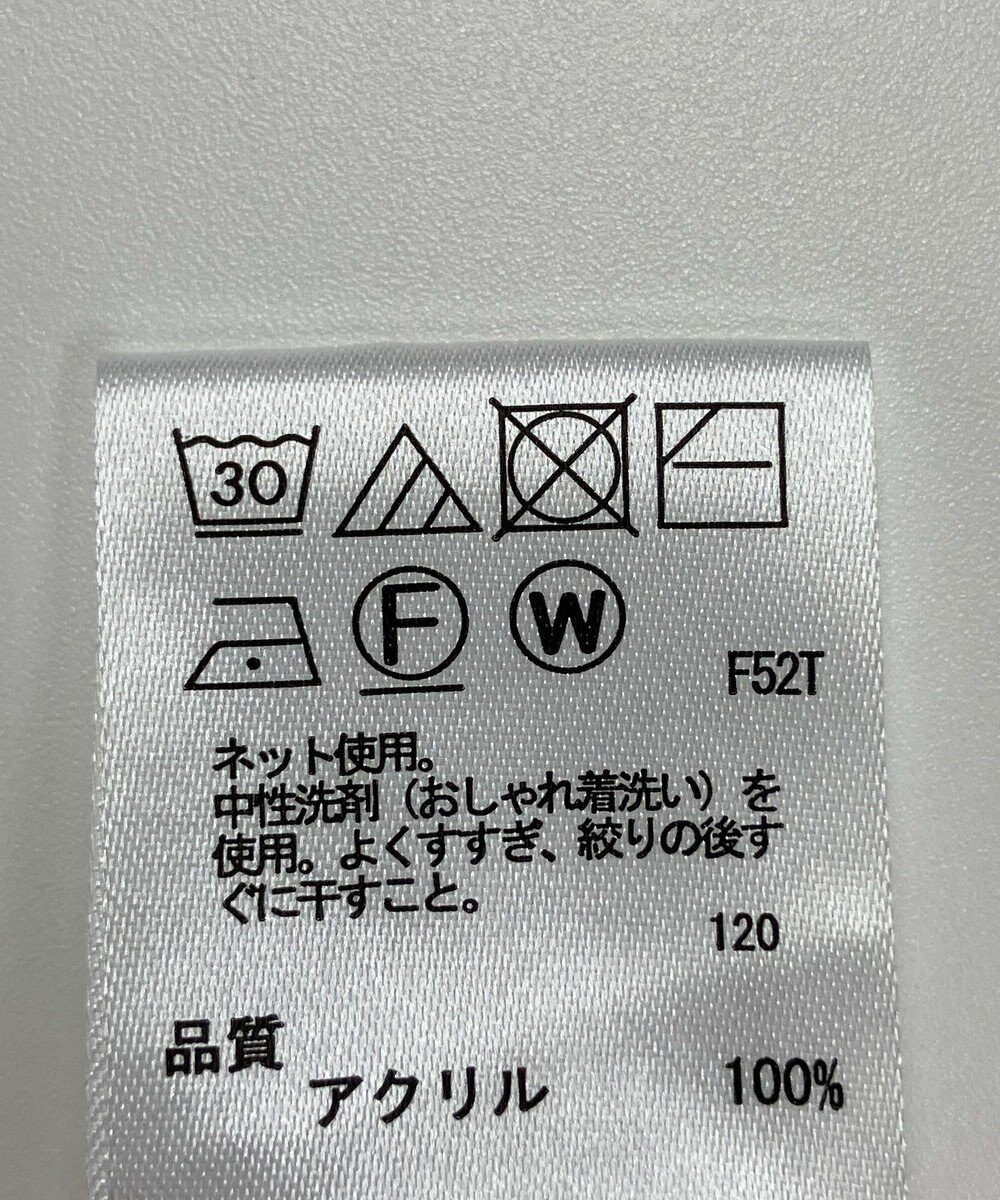 30
F W
F52T
ネット使用。
中性洗剤（おしゃれ着洗い）を
使用。よくすすぎ、絞りの後す
ぐに干すこと。
120
品質
アクリル 100%